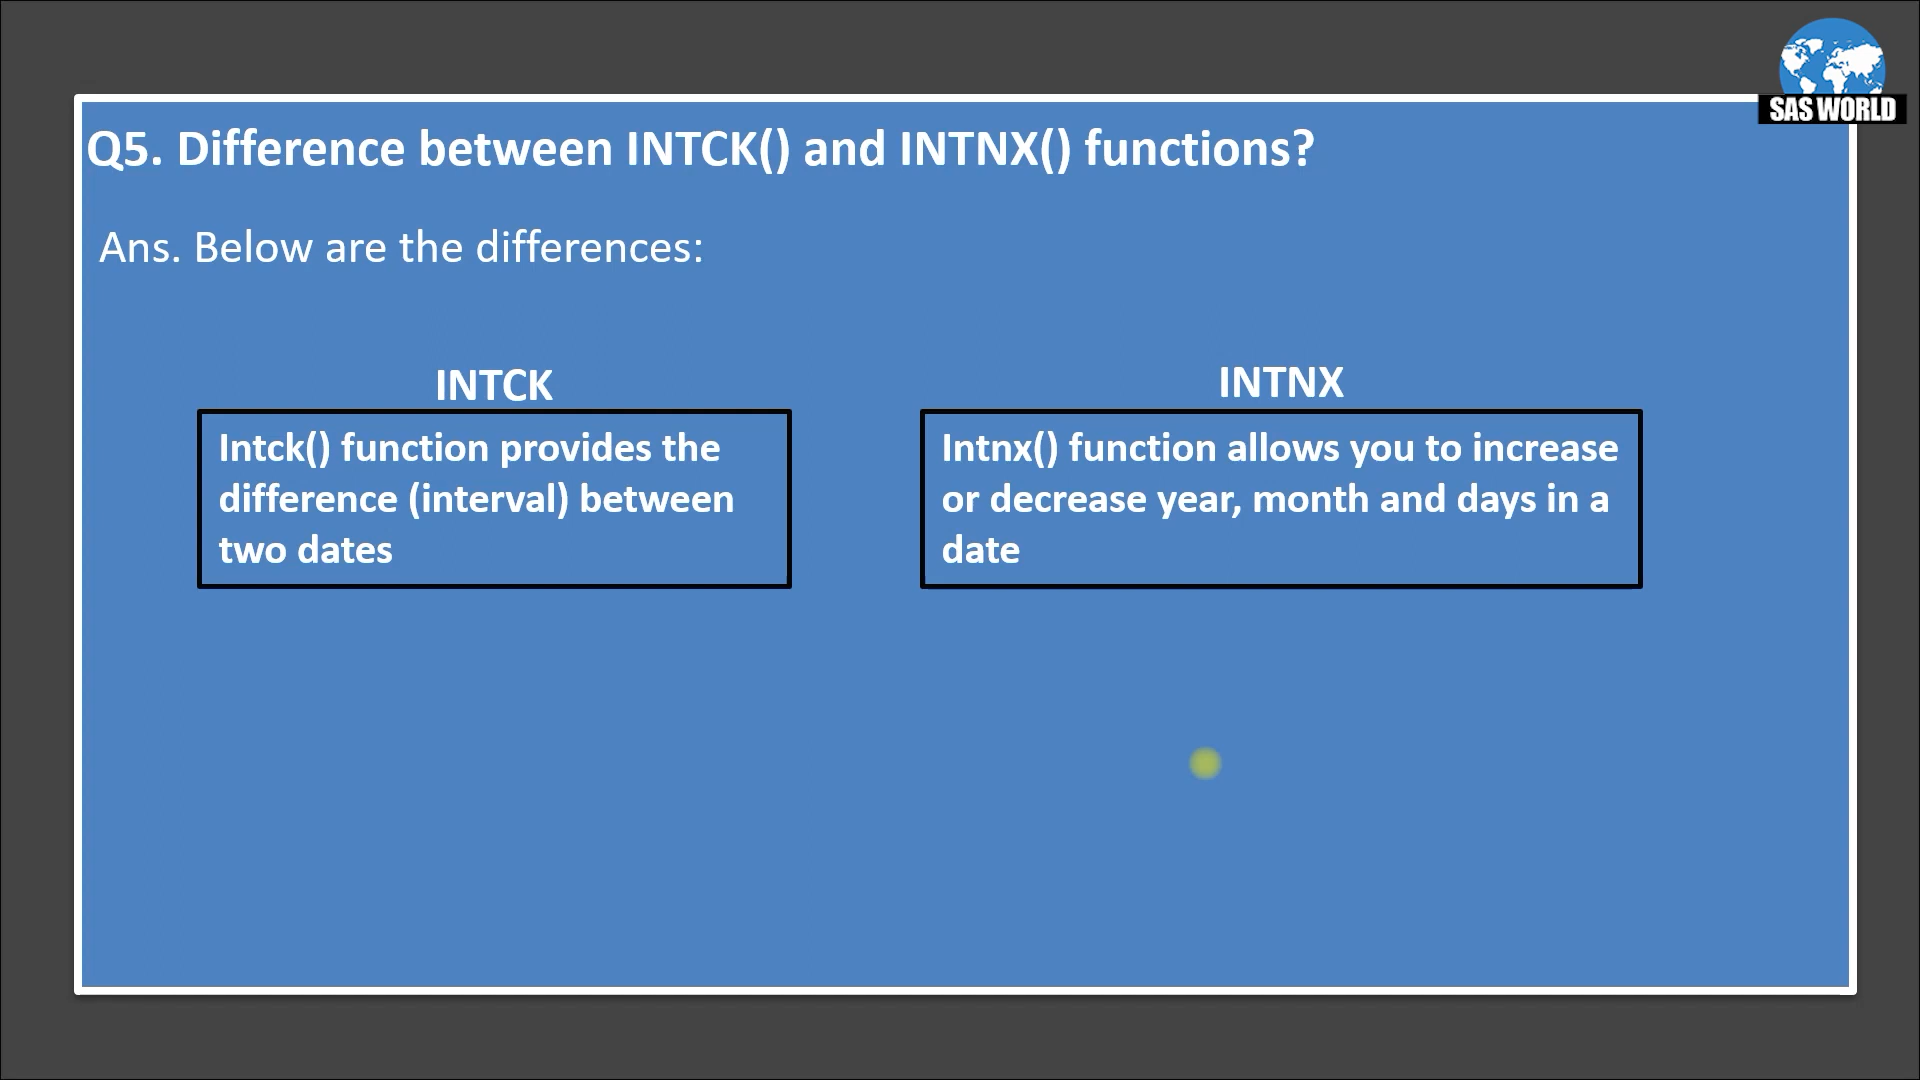 SAS WORLD
Q5. Difference between INTCK() and INTNX() functions?
Ans. Below are the differences:
INTCK
Intck() function provides the
difference (interval) between
two dates
INTNX
Intnx() function allows you to increase
or decrease year, month and days in a
date